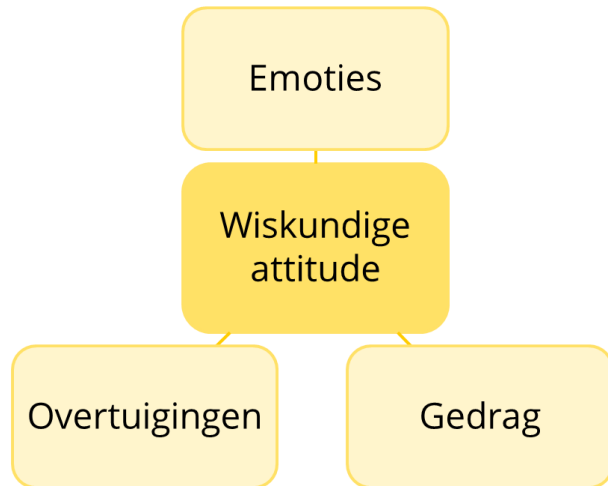 Emoties
Wiskundige
attitude
Overtuigingen
Gedrag